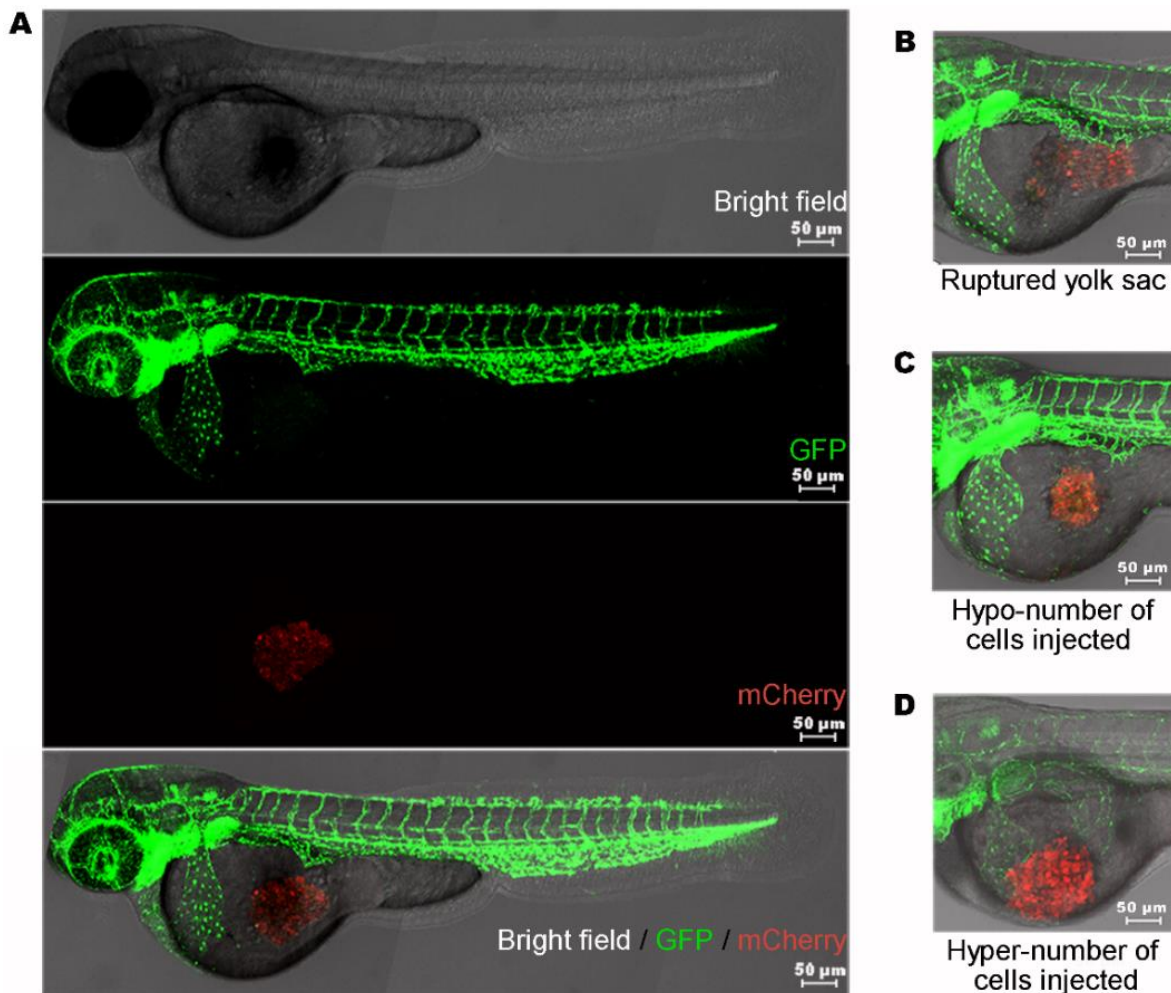 A
Bright field
50 µm
GFP
50 µm
mCherry
50 µm
Bright field / GFP / mCherry
50 µm
B
50 µm
Ruptured yolk sac
C
50 µm
Hypo-number of
cells injected
D
50 µm
Hyper-number of
cells injected